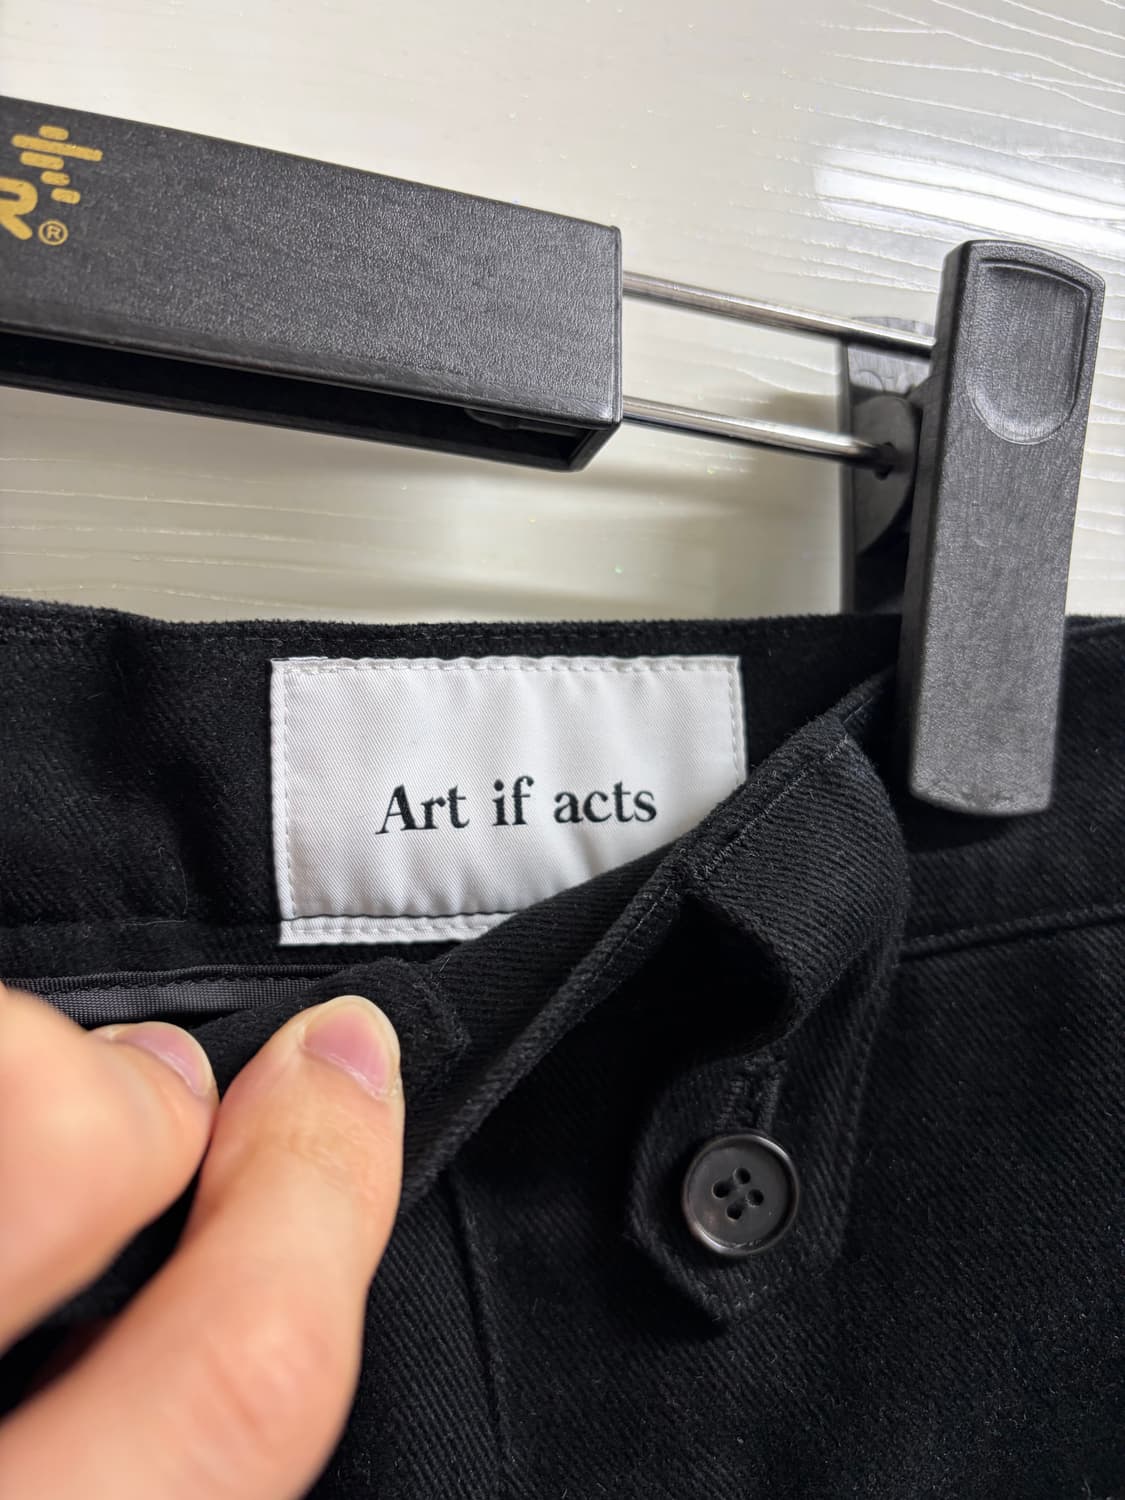 R®
Art if acts